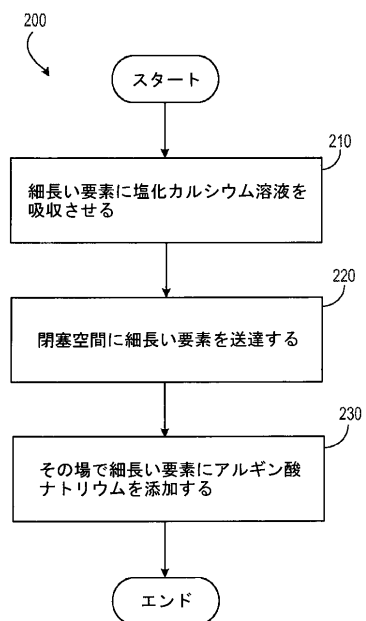 200
スタート
210
細長い要素に塩化カルシウム溶液を
吸収させる
220
閉塞空間に細長い要素を送達する
230
その場で細長い要素にアルギン酸
ナトリウムを添加する
エンド